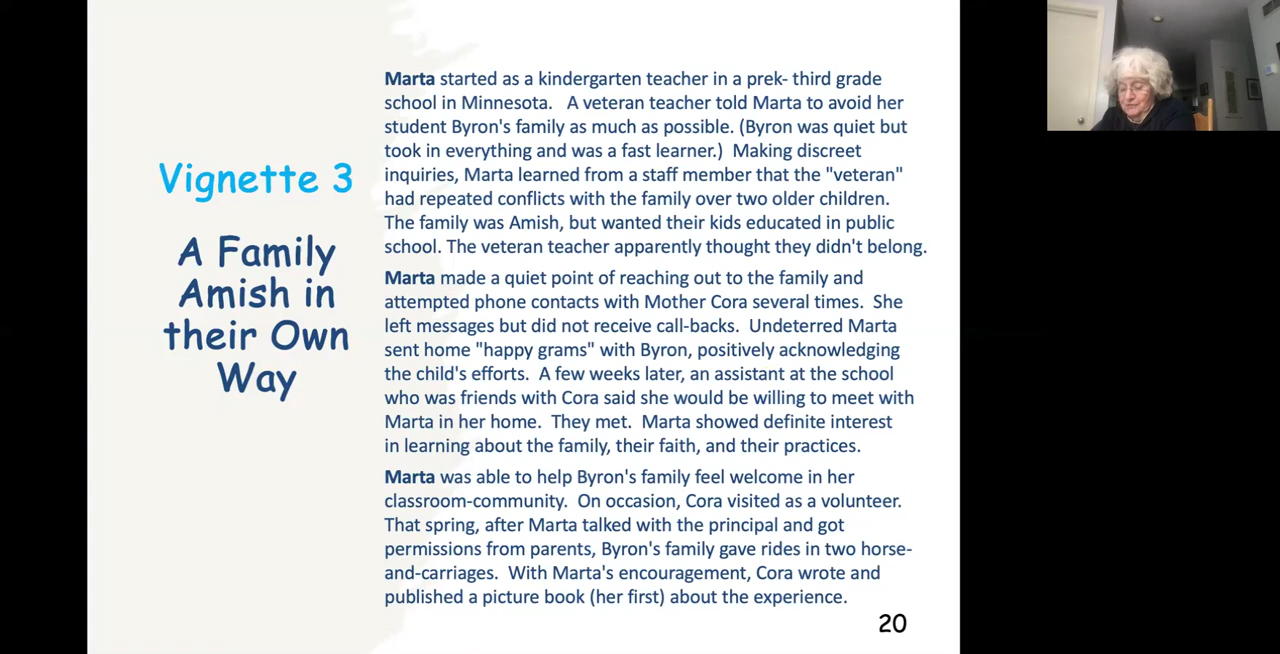 Vignette 3
A Family
Amish in
their Own
Way
Marta started as a kindergarten teacher in a prek- third grade
school in Minnesota. A veteran teacher told Marta to avoid her
student Byron's family as much as possible. (Byron was quiet but
took in everything and was a fast learner.) Making discreet
inquiries, Marta learned from a staff member that the "veteran"
had repeated conflicts with the family over two older children.
The family was Amish, but wanted their kids educated in public
school. The veteran teacher apparently thought they didn't belong.
Marta made a quiet point of reaching out to the family and
attempted phone contacts with Mother Cora several times. She
left messages but did not receive call-backs. Undeterred Marta
sent home "happy grams" with Byron, positively acknowledging
the child's efforts. A few weeks later, an assistant at the school
who was friends with Cora said she would be willing to meet with
Marta in her home. They met. Marta showed definite interest
in learning about the family, their faith, and their practices.
Marta was able to help Byron's family feel welcome in her
classroom-community. On occasion, Cora visited as a volunteer.
That spring, after Marta talked with the principal and got
permissions from parents, Byron's family gave rides in two horse-
and-carriages. With Marta's encouragement, Cora wrote and
published a picture book (her first) about the experience.
20